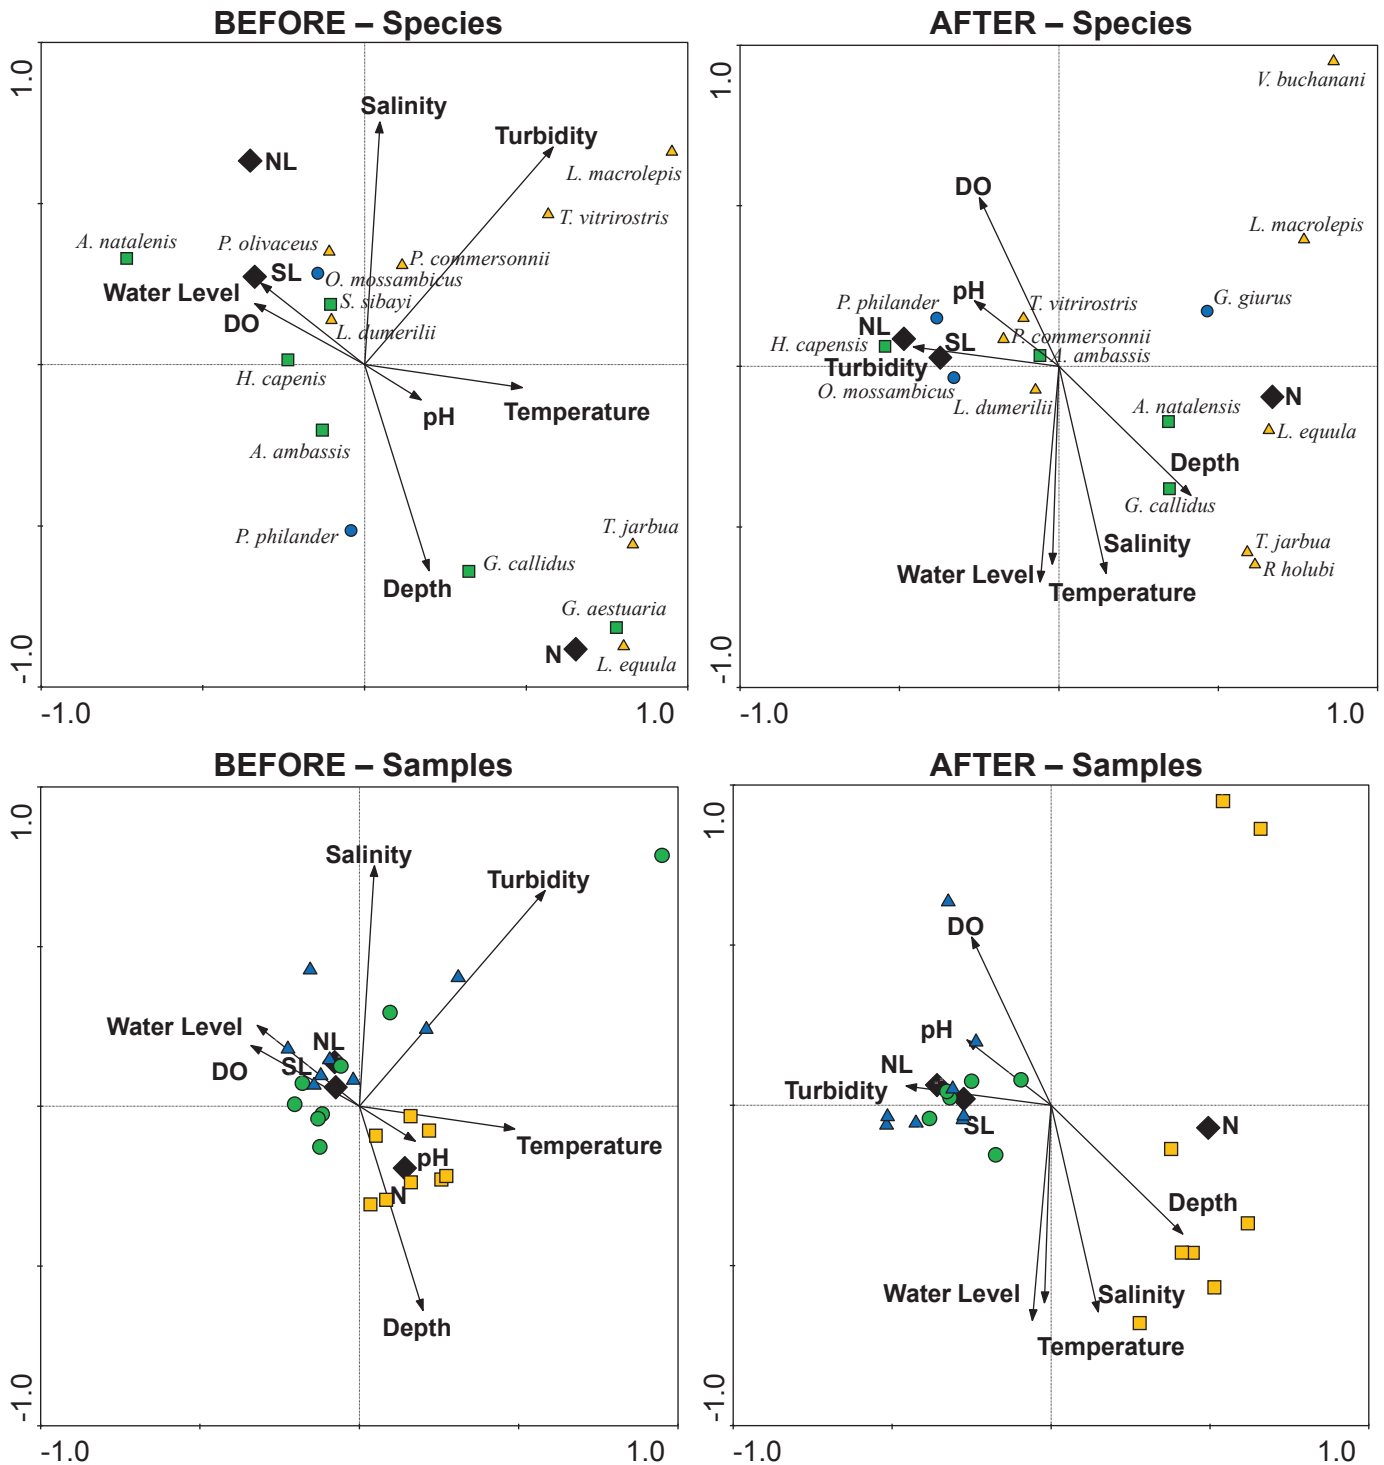 BEFORE – Species
1.0
Salinity
Turbidity
NL
L. macrolepis
T. vitrirostris
A. natalenis
P. olivaceus
P. commersonnii
SL
O. mossambicus
Water Level
S. sibayi
DO
L. dumerilii
H. capenis
Temperature
pH
A. ambassis
P. philander
T. jarbua
G. callidus
Depth
G. aestuaria
N
L. equula
-1.0
-1.0
1.0
AFTER – Species
1.0
V. buchanani
DO
L. macrolepis
pH
G. giurus
P. philander
T. vitrirostris
NL
P. commersonnii
H. capensis
SL
A. ambassis
Turbidity
O. mossambicus
L. dumerilii
N
A. natalensis
L. equula
Depth
G. callidus
Salinity
T. jarbua
R holubi
Water Level
Temperature
-1.0
-1.0
1.0
BEFORE – Samples
1.0
Salinity
Turbidity
Water Level
NL
SL
DO
Temperature
pH
N
Depth
-1.0
-1.0
1.0
AFTER – Samples
1.0
DO
pH
NL
Turbidity
SL
N
Depth
Water Level
Salinity
Temperature
-1.0
-1.0
1.0